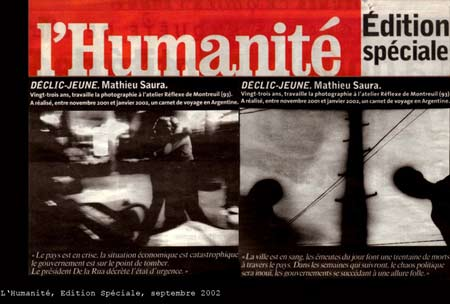 l'Humanité
Édition
spéciale
DÉCLIC-JEUNE. Mathieu Saura.
Vingt-trois ans, travaille la photographie à l'atelier Réflexe de Montreuil (93).
A réalisé, entre novembre 2001 et janvier 2002, un carnet de voyage en Argentine.
« Le pays est en crise, la situation économique est catastrophique,
le gouvernement est sur le point de tomber.
Le président De la Rua décrète l'état d'urgence. »
DÉCLIC-JEUNE. Mathieu Saura.
Vingt-trois ans, travaille la photographie à l'atelier Réflexe de Montreuil (93).
A réalisé, entre novembre 2001 et janvier 2002, un carnet de voyage en Argentine.
« La ville est en sang, les émeutes du jour font une trentaine de morts
à travers le pays. Dans les semaines qui suivront, le chaos politique
sera inouï, les gouvernements se succédant à une allure folle. »
L'Humanité, Edition Spéciale, septembre 2002